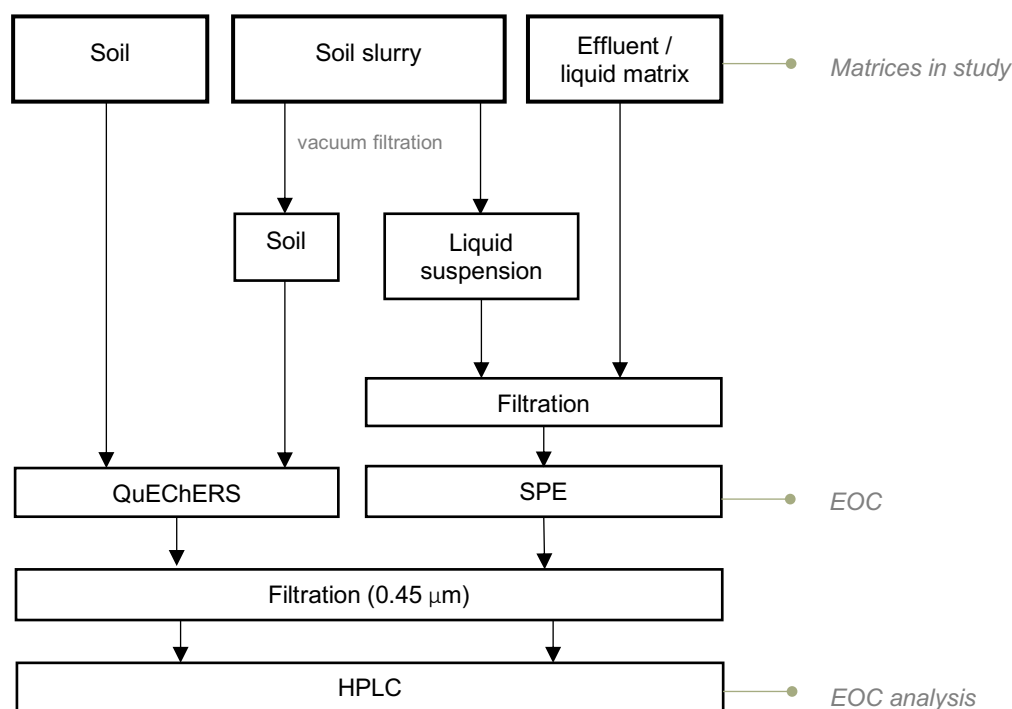 Soil
Soil slurry
Effluent /
liquid matrix
Matrices in study
vacuum filtration
Soil
Liquid
suspension
Filtration
QuEChERS
SPE
EOC
Filtration (0.45 μm)
HPLC
EOC analysis